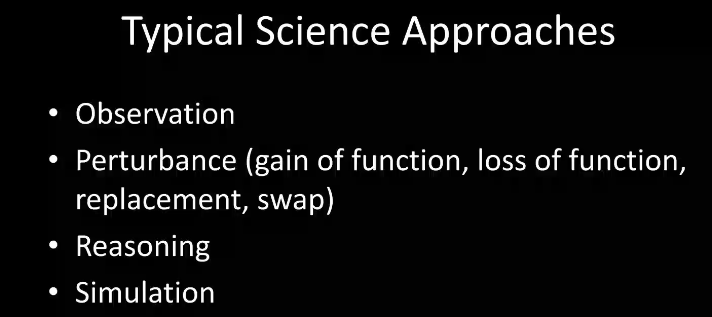 Typical Science Approaches
• Observation
• Perturbance (gain of function, loss of function,
replacement, swap)
• Reasoning
• Simulation